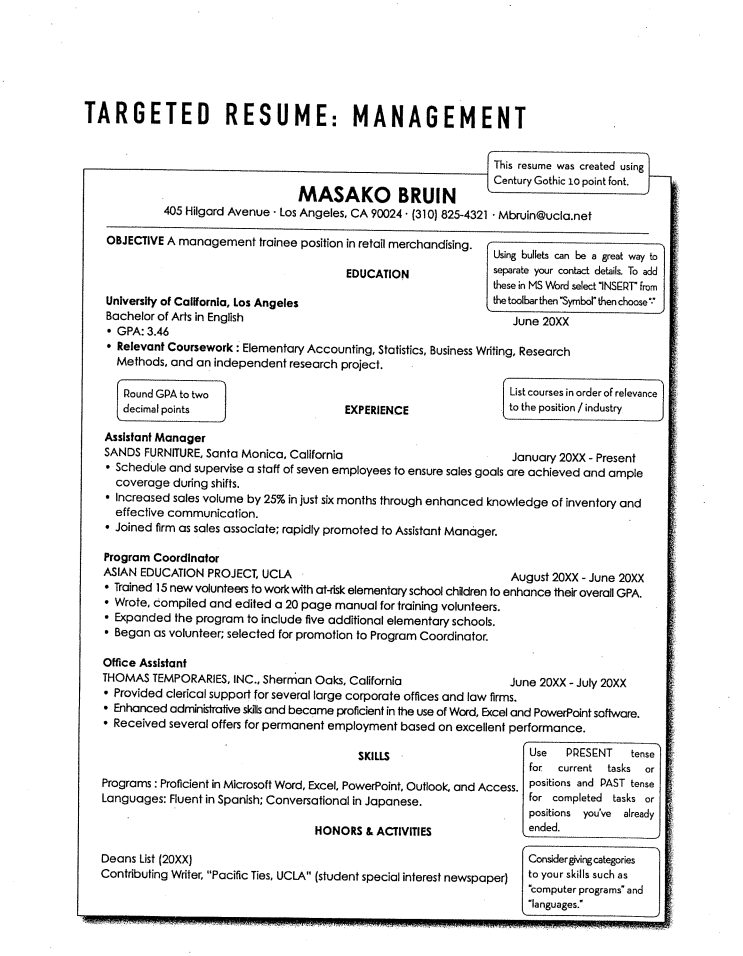 TARGETED RESUME: MANAGEMENT
This resume was created using
Century Gothic 10 point font.
MASAKO BRUIN
405 Hilgard Avenue · Los Angeles, CA 90024 · (310) 825-4321 · Mbruin@ucla.net
OBJECTIVE A management trainee position in retail merchandising.
Using bullets can be a great way to
separate your contact details. To add
these in MS Word select "INSERT" from
the toolbar then "Symbol" then choose "·"
EDUCATION
University of California, Los Angeles
Bachelor of Arts in English June 20XX
• GPA: 3.46
• Relevant Coursework : Elementary Accounting, Statistics, Business Writing, Research
Methods, and an independent research project.
Round GPA to two
decimal points
List courses in order of relevance
to the position / industry
EXPERIENCE
Assistant Manager
SANDS FURNITURE, Santa Monica, California January 20XX - Present
• Schedule and supervise a staff of seven employees to ensure sales goals are achieved and ample
coverage during shifts.
• Increased sales volume by 25% in just six months through enhanced knowledge of inventory and
effective communication.
• Joined firm as sales associate; rapidly promoted to Assistant Manager.
Program Coordinator
ASIAN EDUCATION PROJECT, UCLA August 20XX - June 20XX
• Trained 15 new volunteers to work with at-risk elementary school children to enhance their overall GPA.
• Wrote, compiled and edited a 20 page manual for training volunteers.
• Expanded the program to include five additional elementary schools.
• Began as volunteer; selected for promotion to Program Coordinator.
Office Assistant
THOMAS TEMPORARIES, INC., Sherman Oaks, California June 20XX - July 20XX
• Provided clerical support for several large corporate offices and law firms.
• Enhanced administrative skills and became proficient in the use of Word, Excel and PowerPoint software.
• Received several offers for permanent employment based on excellent performance.
SKILLS
Use PRESENT tense
for current tasks or
positions and PAST tense
for completed tasks or
positions you've already
ended.
Programs : Proficient in Microsoft Word, Excel, PowerPoint, Outlook, and Access.
Languages: Fluent in Spanish; Conversational in Japanese.
HONORS & ACTIVITIES
Deans List (20XX)
Contributing Writer, "Pacific Ties, UCLA" (student special interest newspaper)
Consider giving categories
to your skills such as
"computer programs" and
"languages."